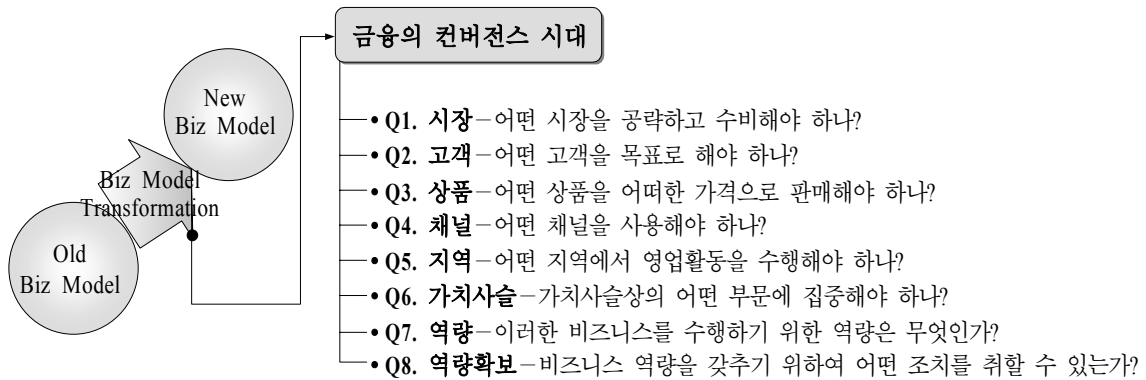 금융의 컨버전스 시대
New
Biz Model
Biz Model
Transformation
Old
Biz Model
• Q1. 시장–어떤 시장을 공략하고 수비해야 하나?
• Q2. 고객–어떤 고객을 목표로 해야 하나?
• Q3. 상품–어떤 상품을 어떠한 가격으로 판매해야 하나?
• Q4. 채널–어떤 채널을 사용해야 하나?
• Q5. 지역–어떤 지역에서 영업활동을 수행해야 하나?
• Q6. 가치사슬–가치사슬상의 어떤 부문에 집중해야 하나?
• Q7. 역량–이러한 비즈니스를 수행하기 위한 역량은 무엇인가?
• Q8. 역량확보–비즈니스 역량을 갖추기 위하여 어떤 조치를 취할 수 있는가?